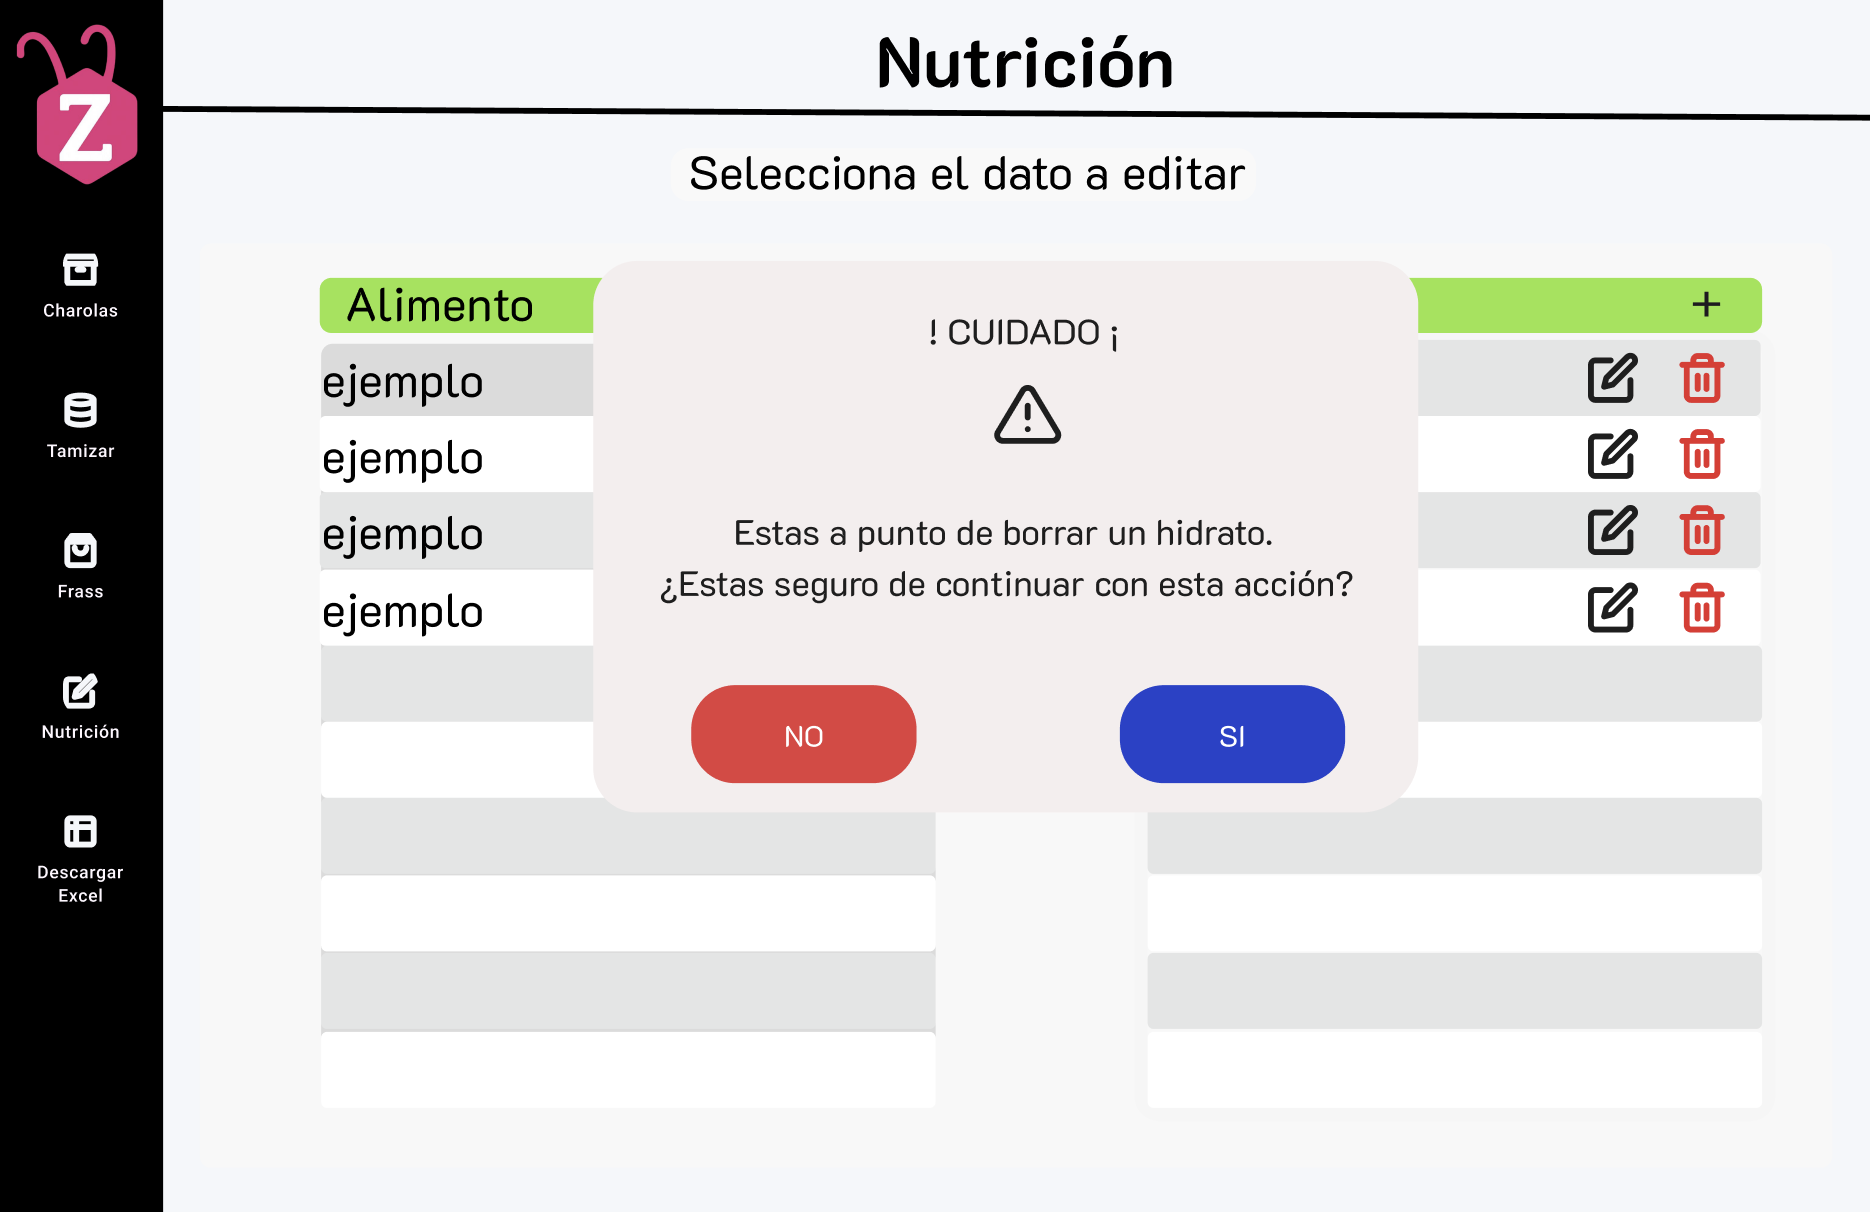 Z
Nutrición
Selecciona el dato a editar
Charolas
Tamizar
Frass
Nutrición
Descargar
Excel
Alimento
+
ejemplo
ejemplo
ejemplo
ejemplo
! CUIDADO ¡
Estas a punto de borrar un hidrato.
¿Estas seguro de continuar con esta acción?
NO
SI